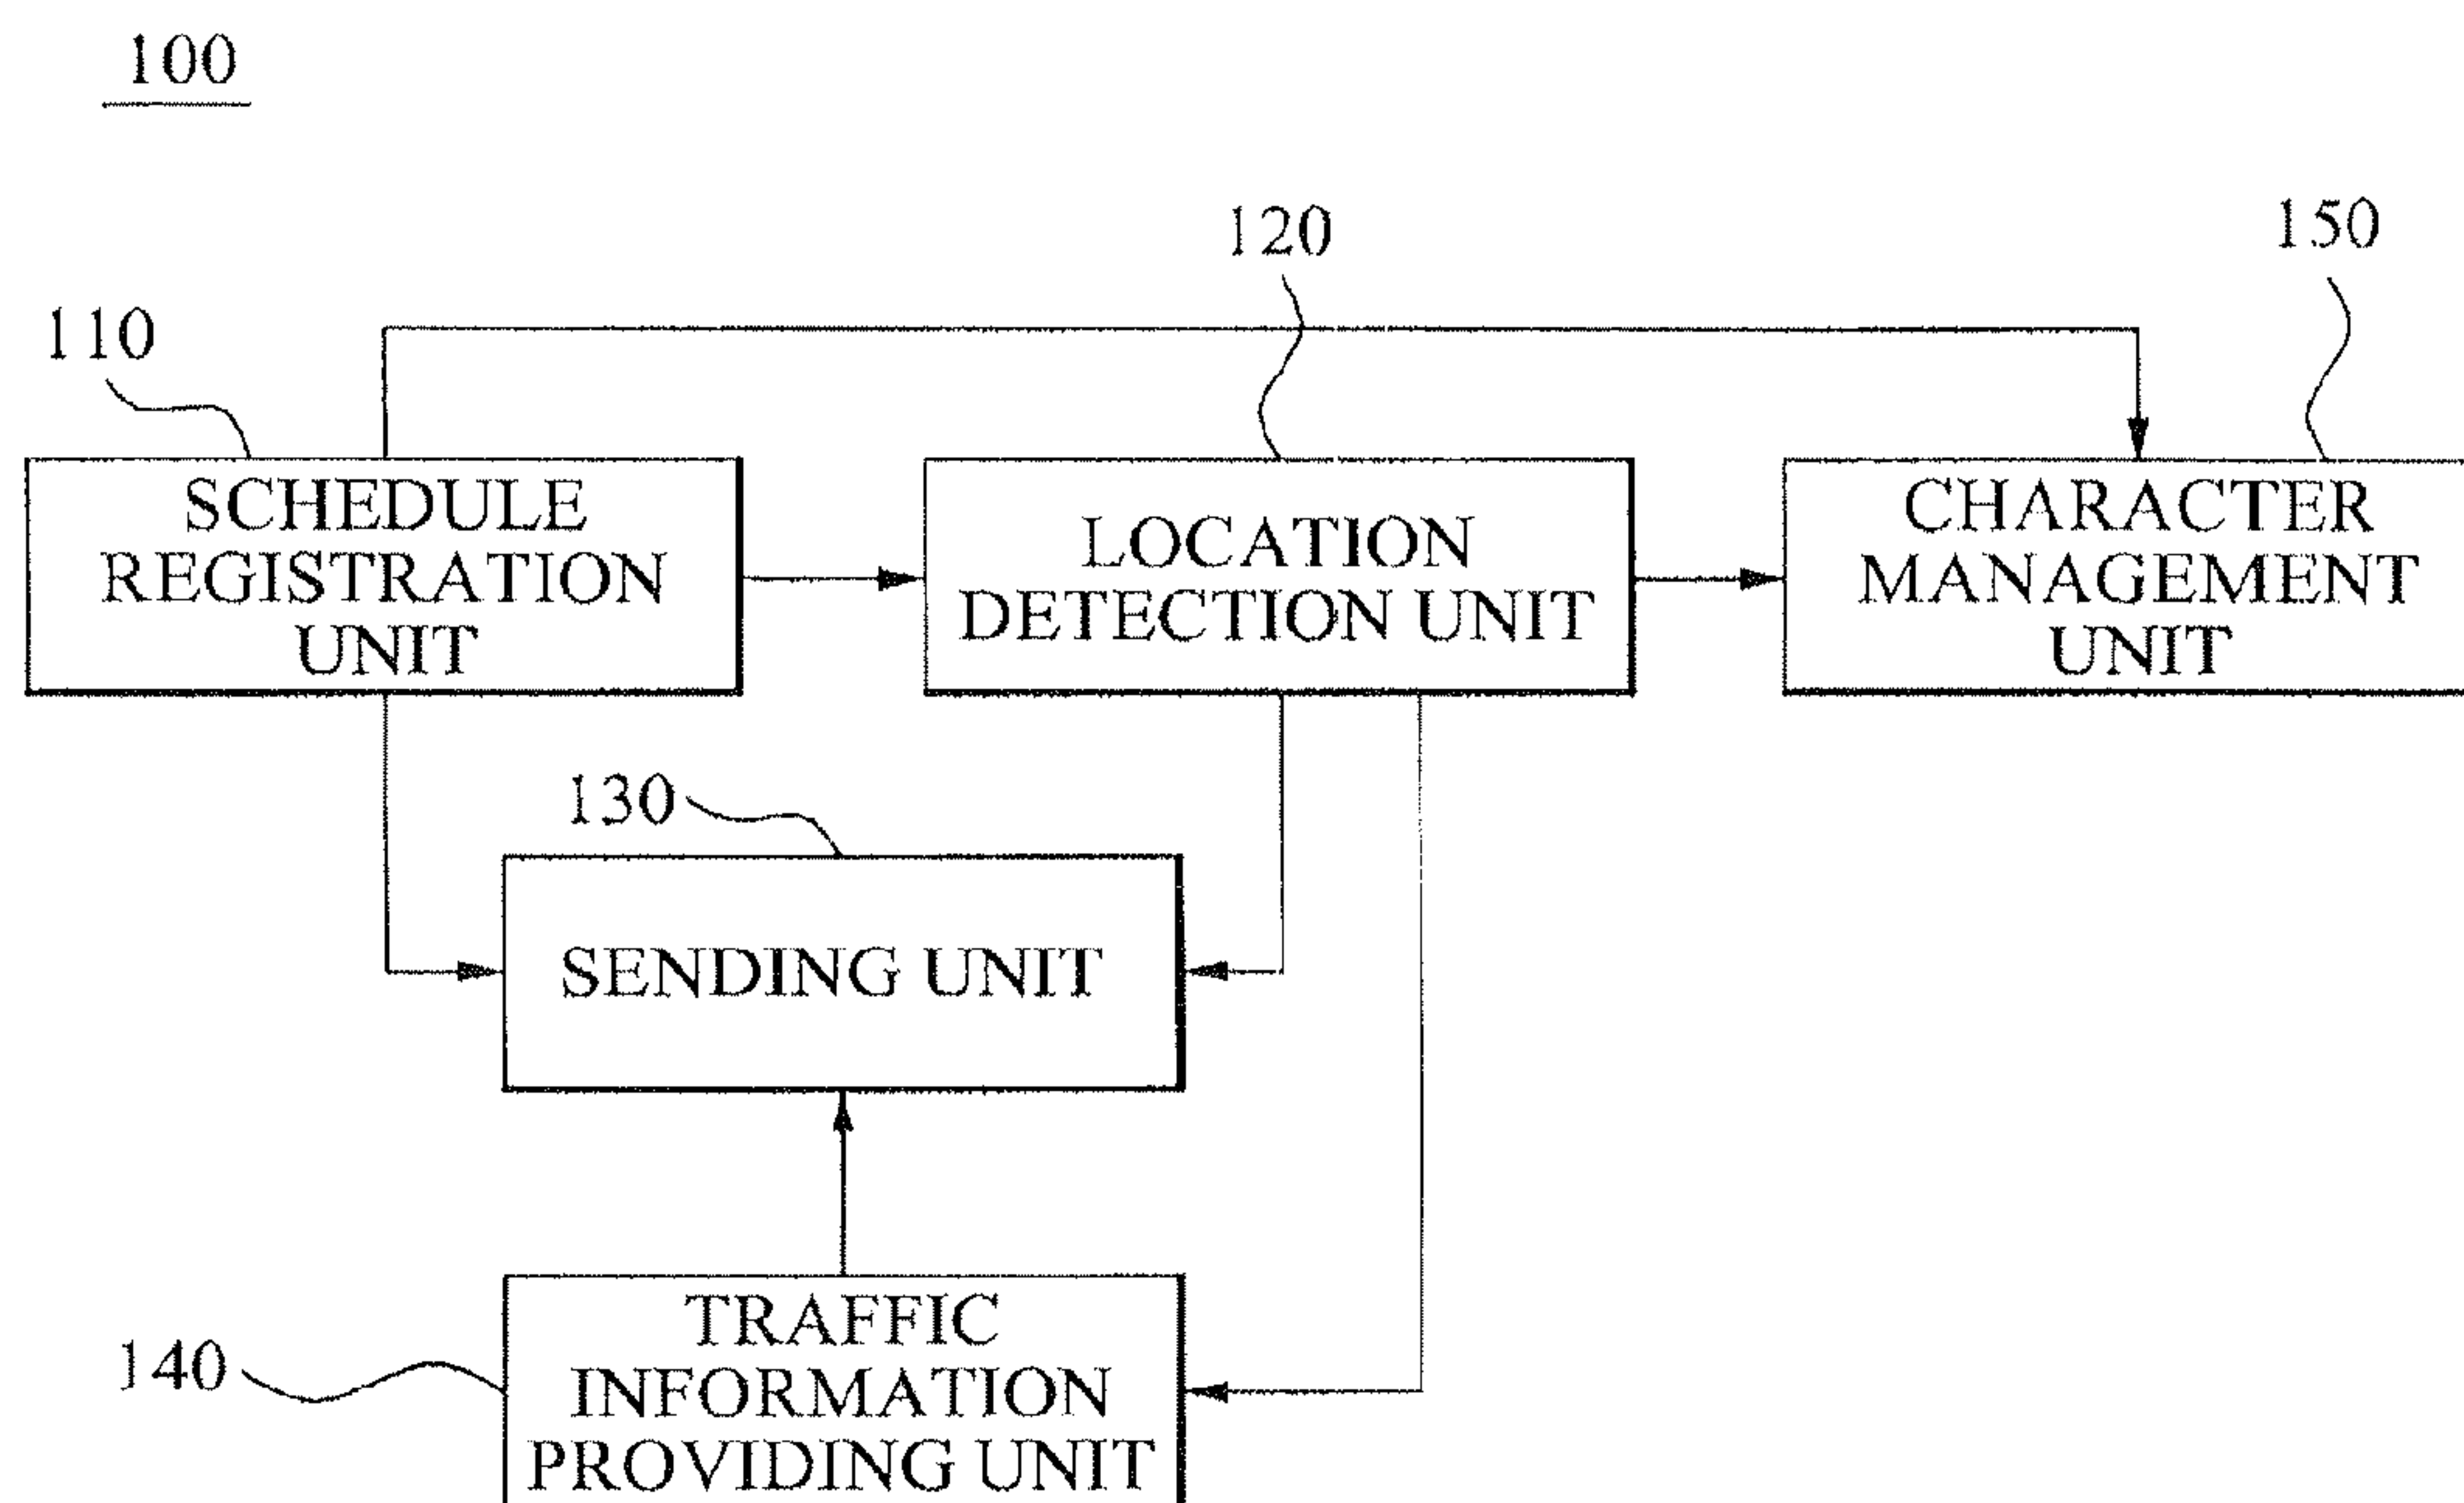 100
120
150
110
SCHEDULE
REGISTRATION
UNIT
LOCATION
DETECTION UNIT
CHARACTER
MANAGEMENT
UNIT
130
SENDING UNIT
140
TRAFFIC
INFORMATION
PROVIDING UNIT